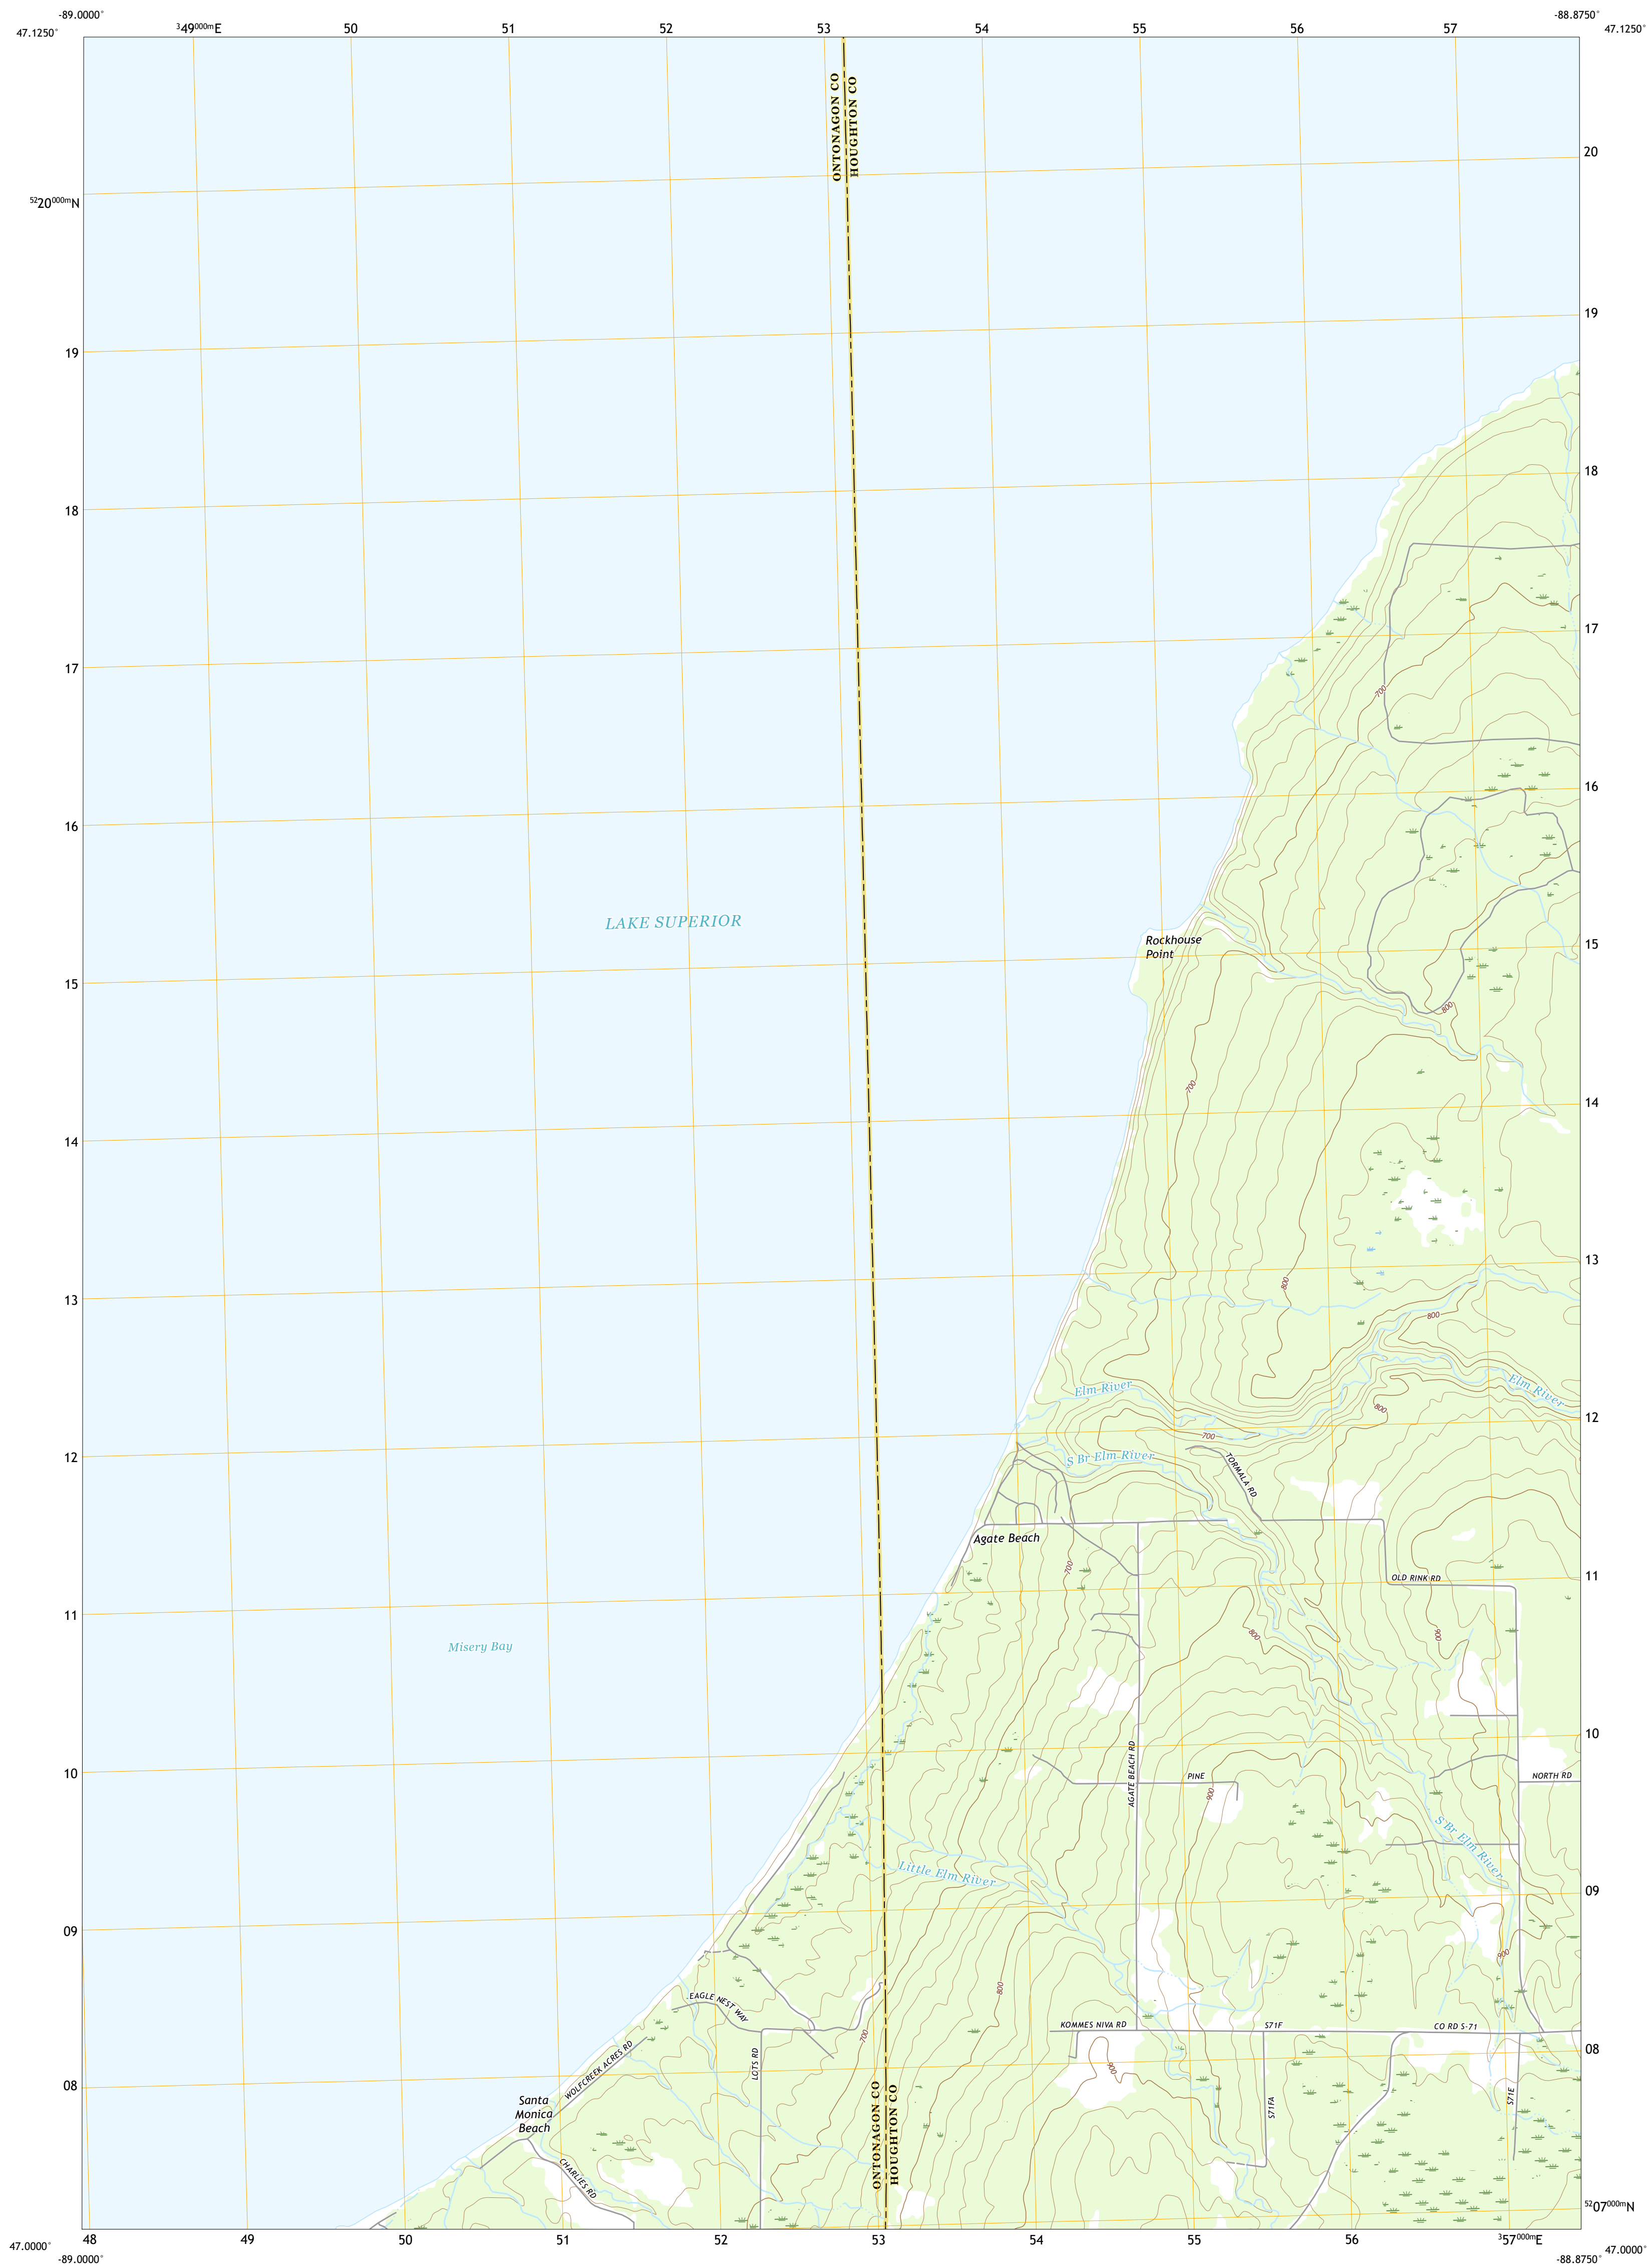 -89.0000°
-88.8750°
47.1250°
³49⁰⁰⁰ᵐE
50
51
52
53
54
55
56
57
47.1250°
ONTONAGON CO
HOUGHTON CO
20
⁵²20⁰⁰⁰ᵐN
19
19
18
18
17
17
700
16
16
LAKE SUPERIOR
Rockhouse
Point
15
15
800
700
14
14
13
13
800
800
Elm River
Elm River
800
12
700
12
S Br Elm River
TORMALA RD
Agate Beach
700
11
OLD RINK RD
11
Misery Bay
800
900
10
10
AGATE BEACH RD
PINE
NORTH RD
900
S Br Elm River
Little Elm River
09
09
900
800
EAGLE NEST WAY
700
KOMMES NIVA RD
S71F
CO RD S-71
WOLFCREEK ACRES RD
LOTS RD
900
08
08
Santa
Monica
Beach
ONTONAGON CO
HOUGHTON CO
S71FA
S71E
CHARLIES RD
⁵²07⁰⁰⁰ᵐN
48
49
50
51
52
53
54
55
56
³57⁰⁰⁰ᵐE
47.0000°
47.0000°
-89.0000°
-88.8750°